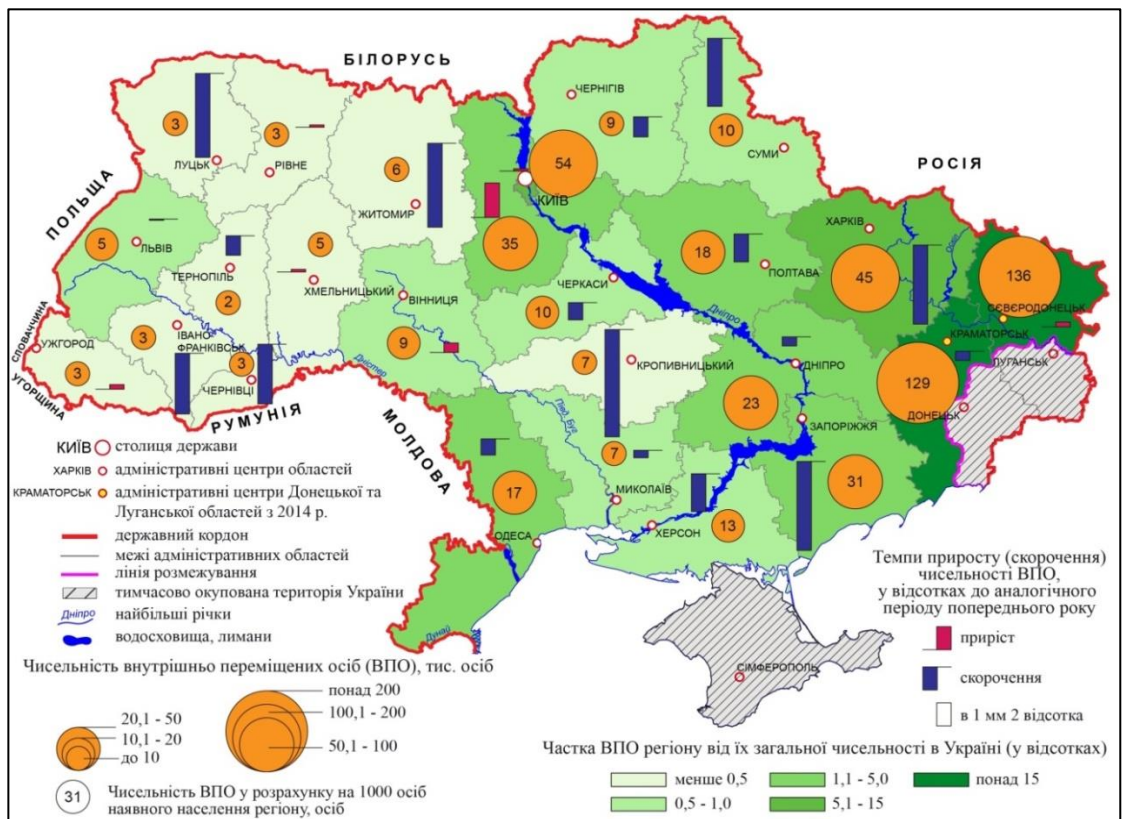 БІЛОРУСЬ
ПОЛЬЩА
СЛОВАЧЧИНА
УГОРЩИНА
РУМУНІЯ
МОЛДОВА
РОСІЯ
3
ЛУЦЬК
3
РІВНЕ
6
ЖИТОМИР
54
КИЇВ
35
ЧЕРНІГІВ
9
10
СУМИ
5
ЛЬВІВ
ТЕРНОПІЛЬ
2
5
ХМЕЛЬНИЦЬКИЙ
ВІННИЦЯ
9
ЧЕРКАСИ
10
18
ПОЛТАВА
ХАРКІВ
45
136
СЄВЄРОДОНЕЦЬК
КРАМАТОРСЬК
ЛУГАНСЬК
129
ДОНЕЦЬК
УЖГОРОД
3
3
ІВАНО-
ФРАНКІВСЬК
3
ЧЕРНІВЦІ
7
КРОПИВНИЦЬКИЙ
ДНІПРО
23
ЗАПОРІЖЖЯ
31
7
МИКОЛАЇВ
ХЕРСОН
13
17
ОДЕСА
СІМФЕРОПОЛЬ
Дніпро
Дністер
Півд. Буг
Дунай
КИЇВ столиця держави
ХАРКІВ адміністративні центри областей
КРАМАТОРСЬК адміністративні центри Донецької та
Луганської областей з 2014 р.
державний кордон
межі адміністративних областей
лінія розмежування
тимчасово окупована територія України
Дніпро найбільші річки
водосховища, лимани
Чисельність внутрішньо переміщених осіб (ВПО), тис. осіб
20,1 - 50
10,1 - 20
до 10
понад 200
100,1 - 200
50,1 - 100
31 Чисельність ВПО у розрахунку на 1000 осіб
наявного населення регіону, осіб
Темпи приросту (скорочення)
чисельності ВПО,
у відсотках до аналогічного
періоду попереднього року
приріст
скорочення
в 1 мм 2 відсотка
Частка ВПО регіону від їх загальної чисельності в Україні (у відсотках)
менше 0,5
0,5 - 1,0
1,1 - 5,0
5,1 - 15
понад 15